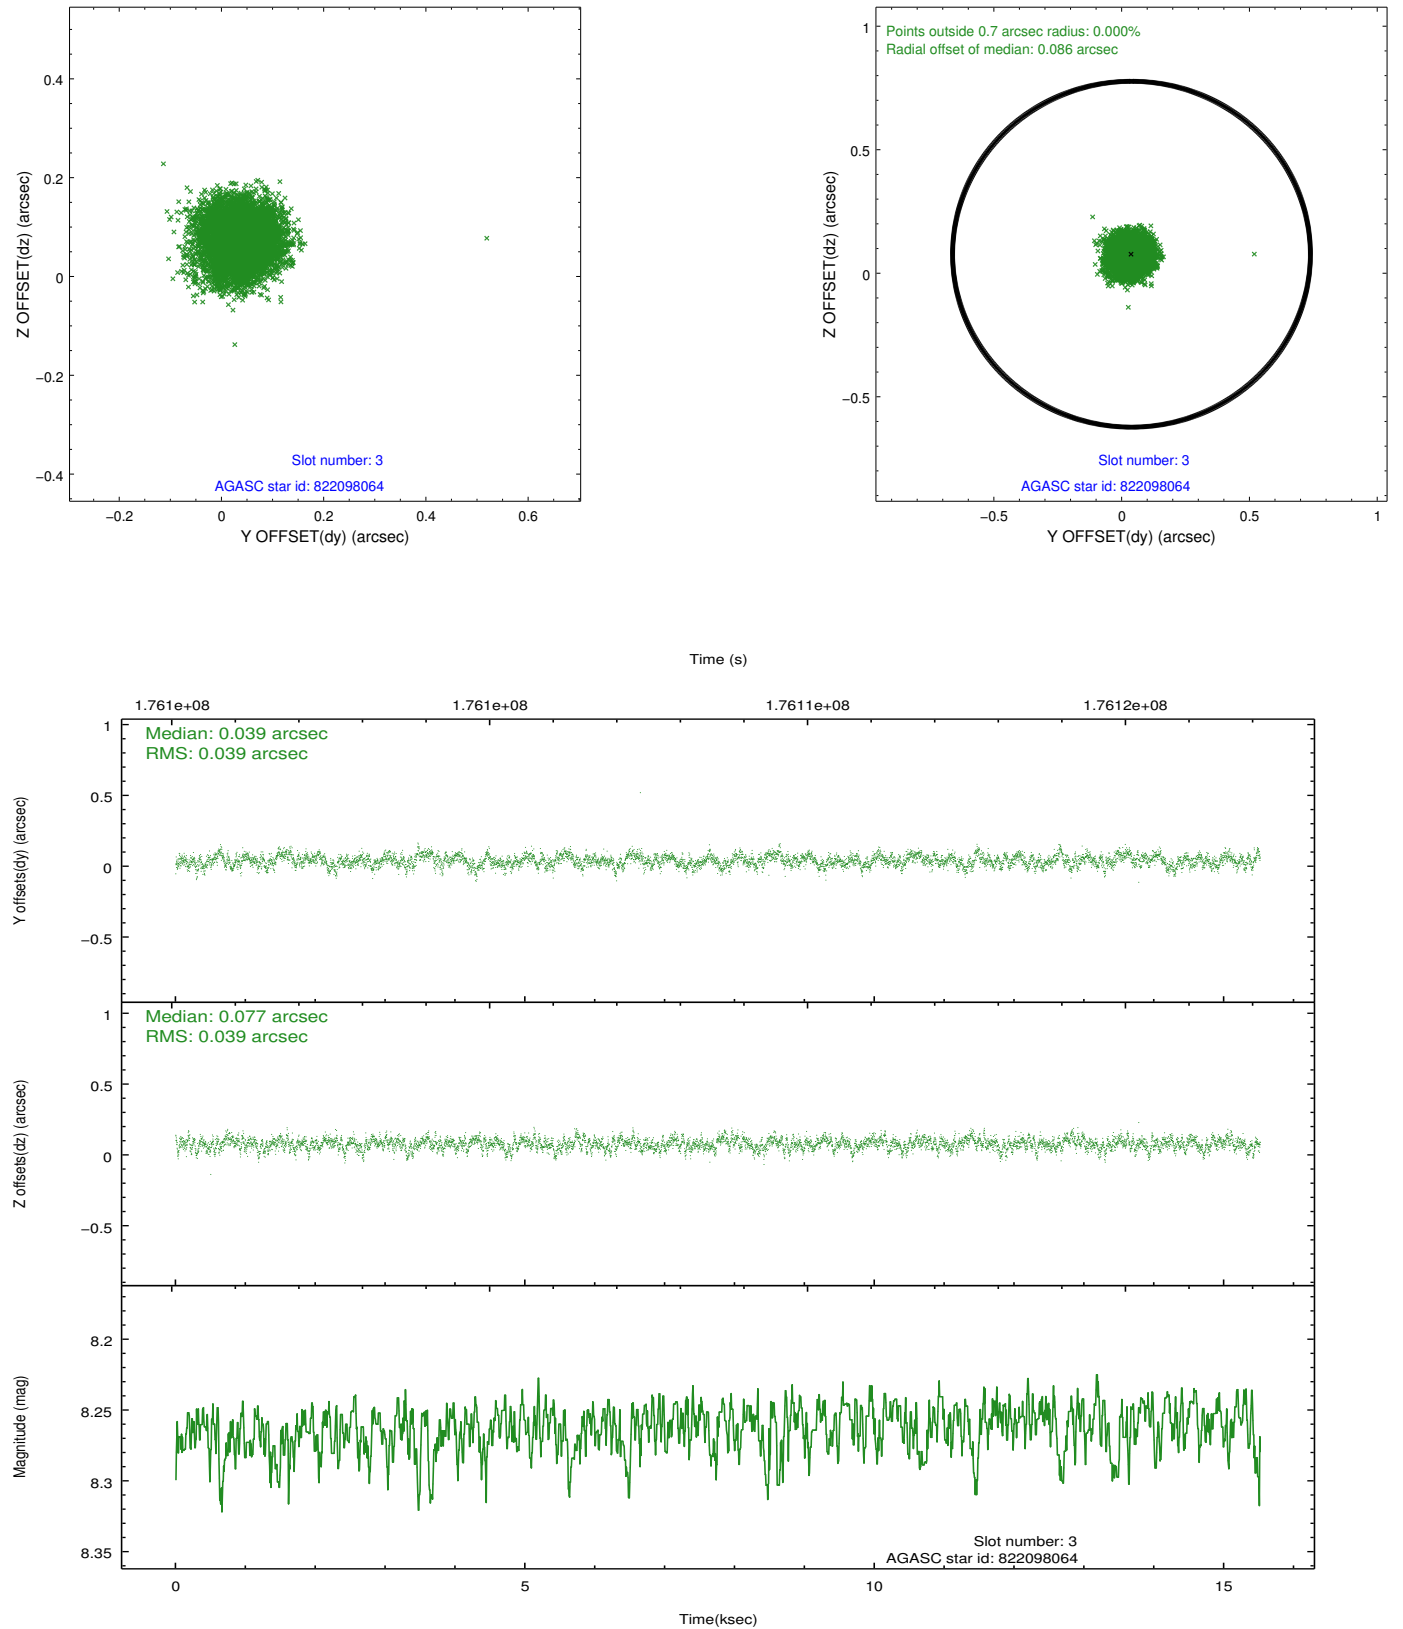 0.4
0.2
0
−0.2
−0.4
Z OFFSET(dz) (arcsec)
Slot number: 3
AGASC star id: 822098064
−0.2 0 0.2 0.4 0.6
Y OFFSET(dy) (arcsec)
Points outside 0.7 arcsec radius: 0.000%
Radial offset of median: 0.086 arcsec
1
0.5
0
−0.5
Z OFFSET(dz) (arcsec)
Slot number: 3
AGASC star id: 822098064
−0.5 0 0.5 1
Y OFFSET(dy) (arcsec)
Time (s)
1.761e+08 1.761e+08 1.7611e+08 1.7612e+08
Median: 0.039 arcsec
RMS: 0.039 arcsec
1
0.5
0
−0.5
Y offsets(dy) (arcsec)
Median: 0.077 arcsec
RMS: 0.039 arcsec
1
0.5
0
−0.5
Z offsets(dz) (arcsec)
8.2
8.25
8.3
8.35
Magnitude (mag)
Slot number: 3
AGASC star id: 822098064
0 5 10 15
Time(ksec)